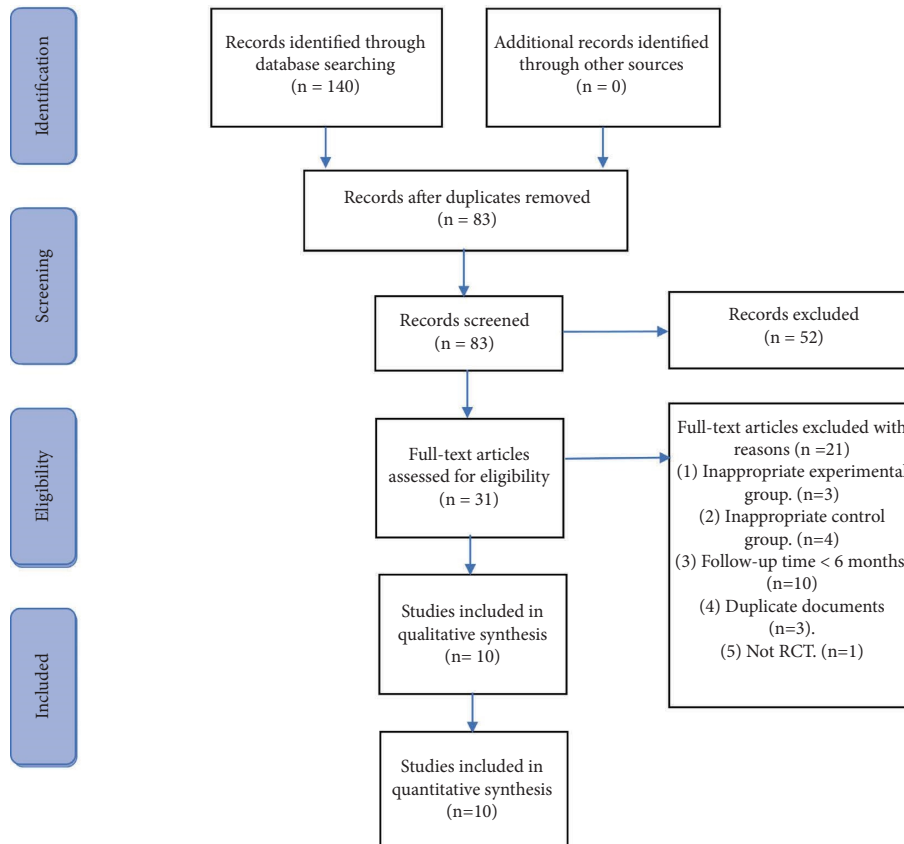 Identification
Records identified through
database searching
(n = 140)
Additional records identified
through other sources
(n = 0)
Records after duplicates removed
(n = 83)
Screening
Records screened
(n = 83)
Records excluded
(n = 52)
Eligibility
Full-text articles
assessed for eligibility
(n = 31)
Full-text articles excluded with
reasons (n =21)
(1) Inappropriate experimental
group. (n=3)
(2) Inappropriate control
group. (n=4)
(3) Follow-up time < 6 months
(n=10)
(4) Duplicate documents
(n=3).
(5) Not RCT. (n=1)
Included
Studies included in
qualitative synthesis
(n= 10)
Studies included in
quantitative synthesis
(n=10)